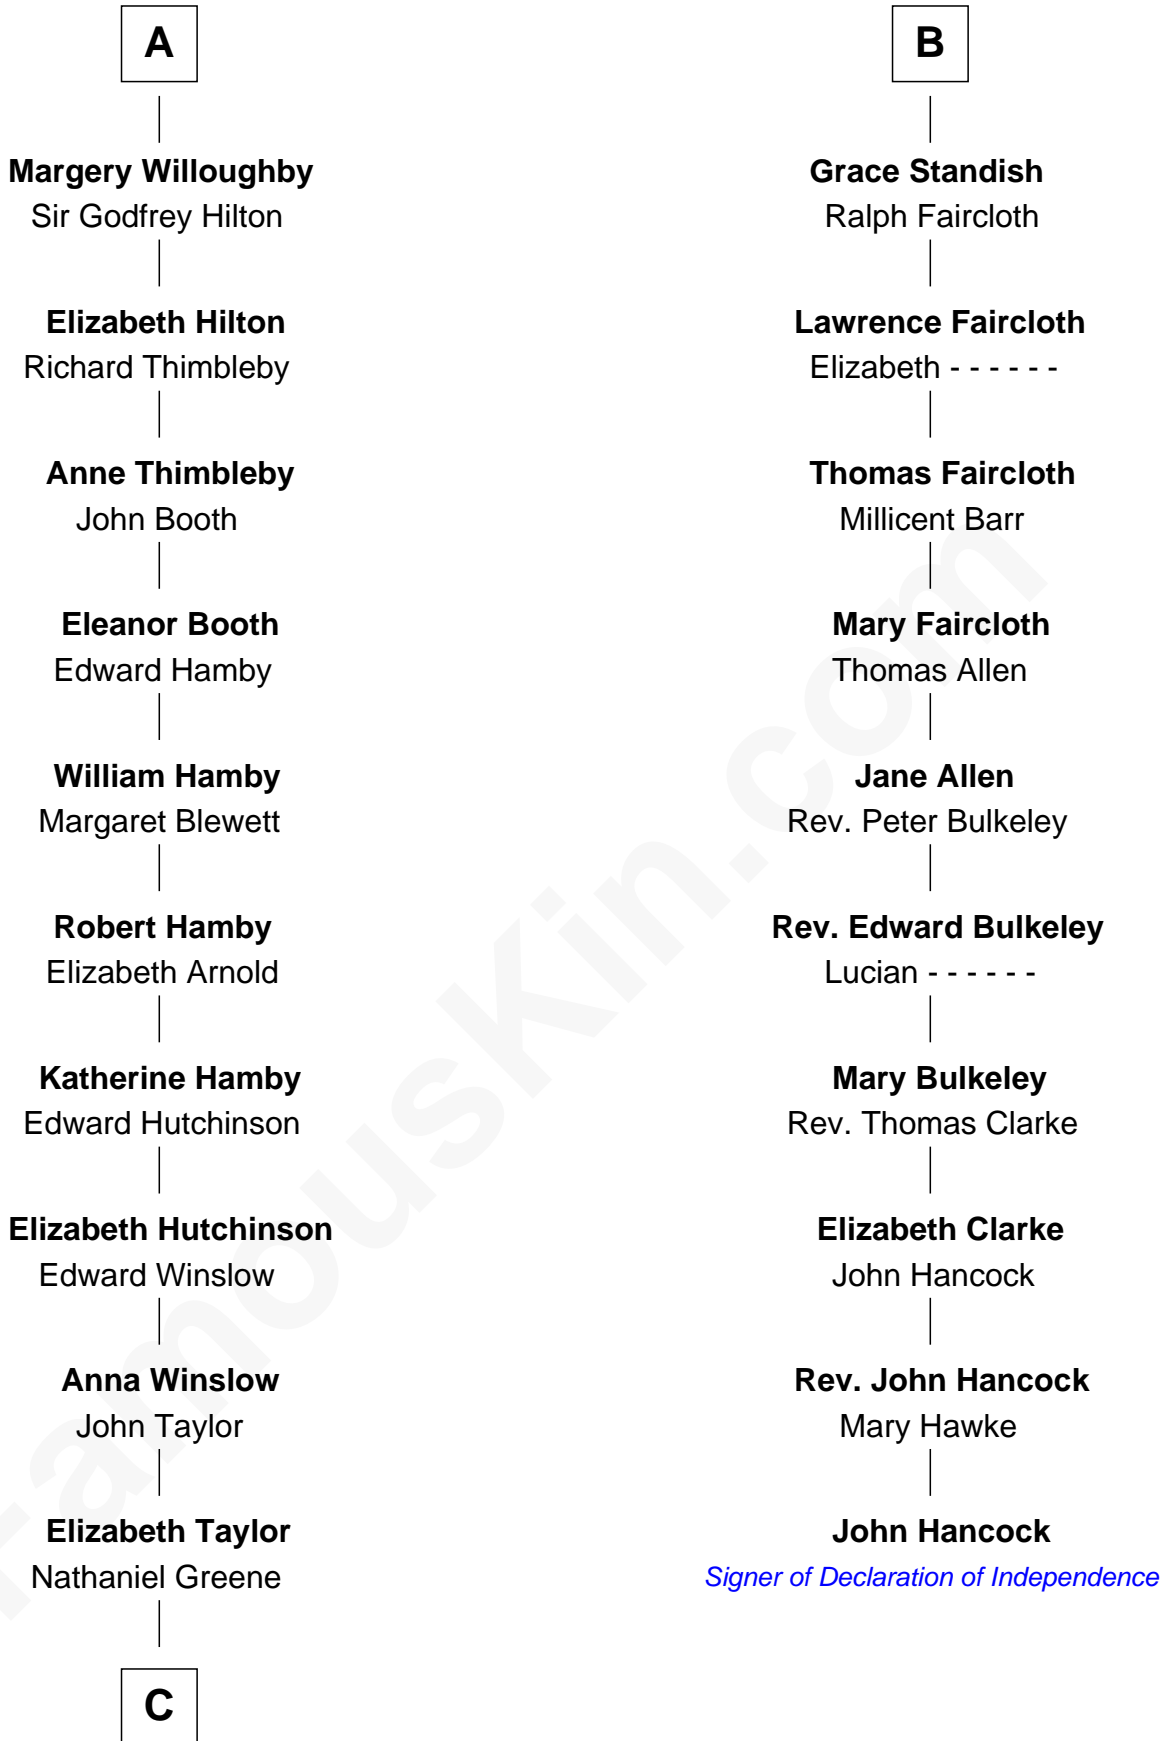 A
Margery Willoughby
Sir Godfrey Hilton
Elizabeth Hilton
Richard Thimbleby
Anne Thimbleby
John Booth
Eleanor Booth
Edward Hamby
William Hamby
Margaret Blewett
Robert Hamby
Elizabeth Arnold
Katherine Hamby
Edward Hutchinson
Elizabeth Hutchinson
Edward Winslow
Anna Winslow
John Taylor
Elizabeth Taylor
Nathaniel Greene
C
B
Grace Standish
Ralph Faircloth
Lawrence Faircloth
Elizabeth - - - - - -
Thomas Faircloth
Millicent Barr
Mary Faircloth
Thomas Allen
Jane Allen
Rev. Peter Bulkeley
Rev. Edward Bulkeley
Lucian - - - - - -
Mary Bulkeley
Rev. Thomas Clarke
Elizabeth Clarke
John Hancock
Rev. John Hancock
Mary Hawke
John Hancock
Signer of Declaration of Independence
FamousKin.com